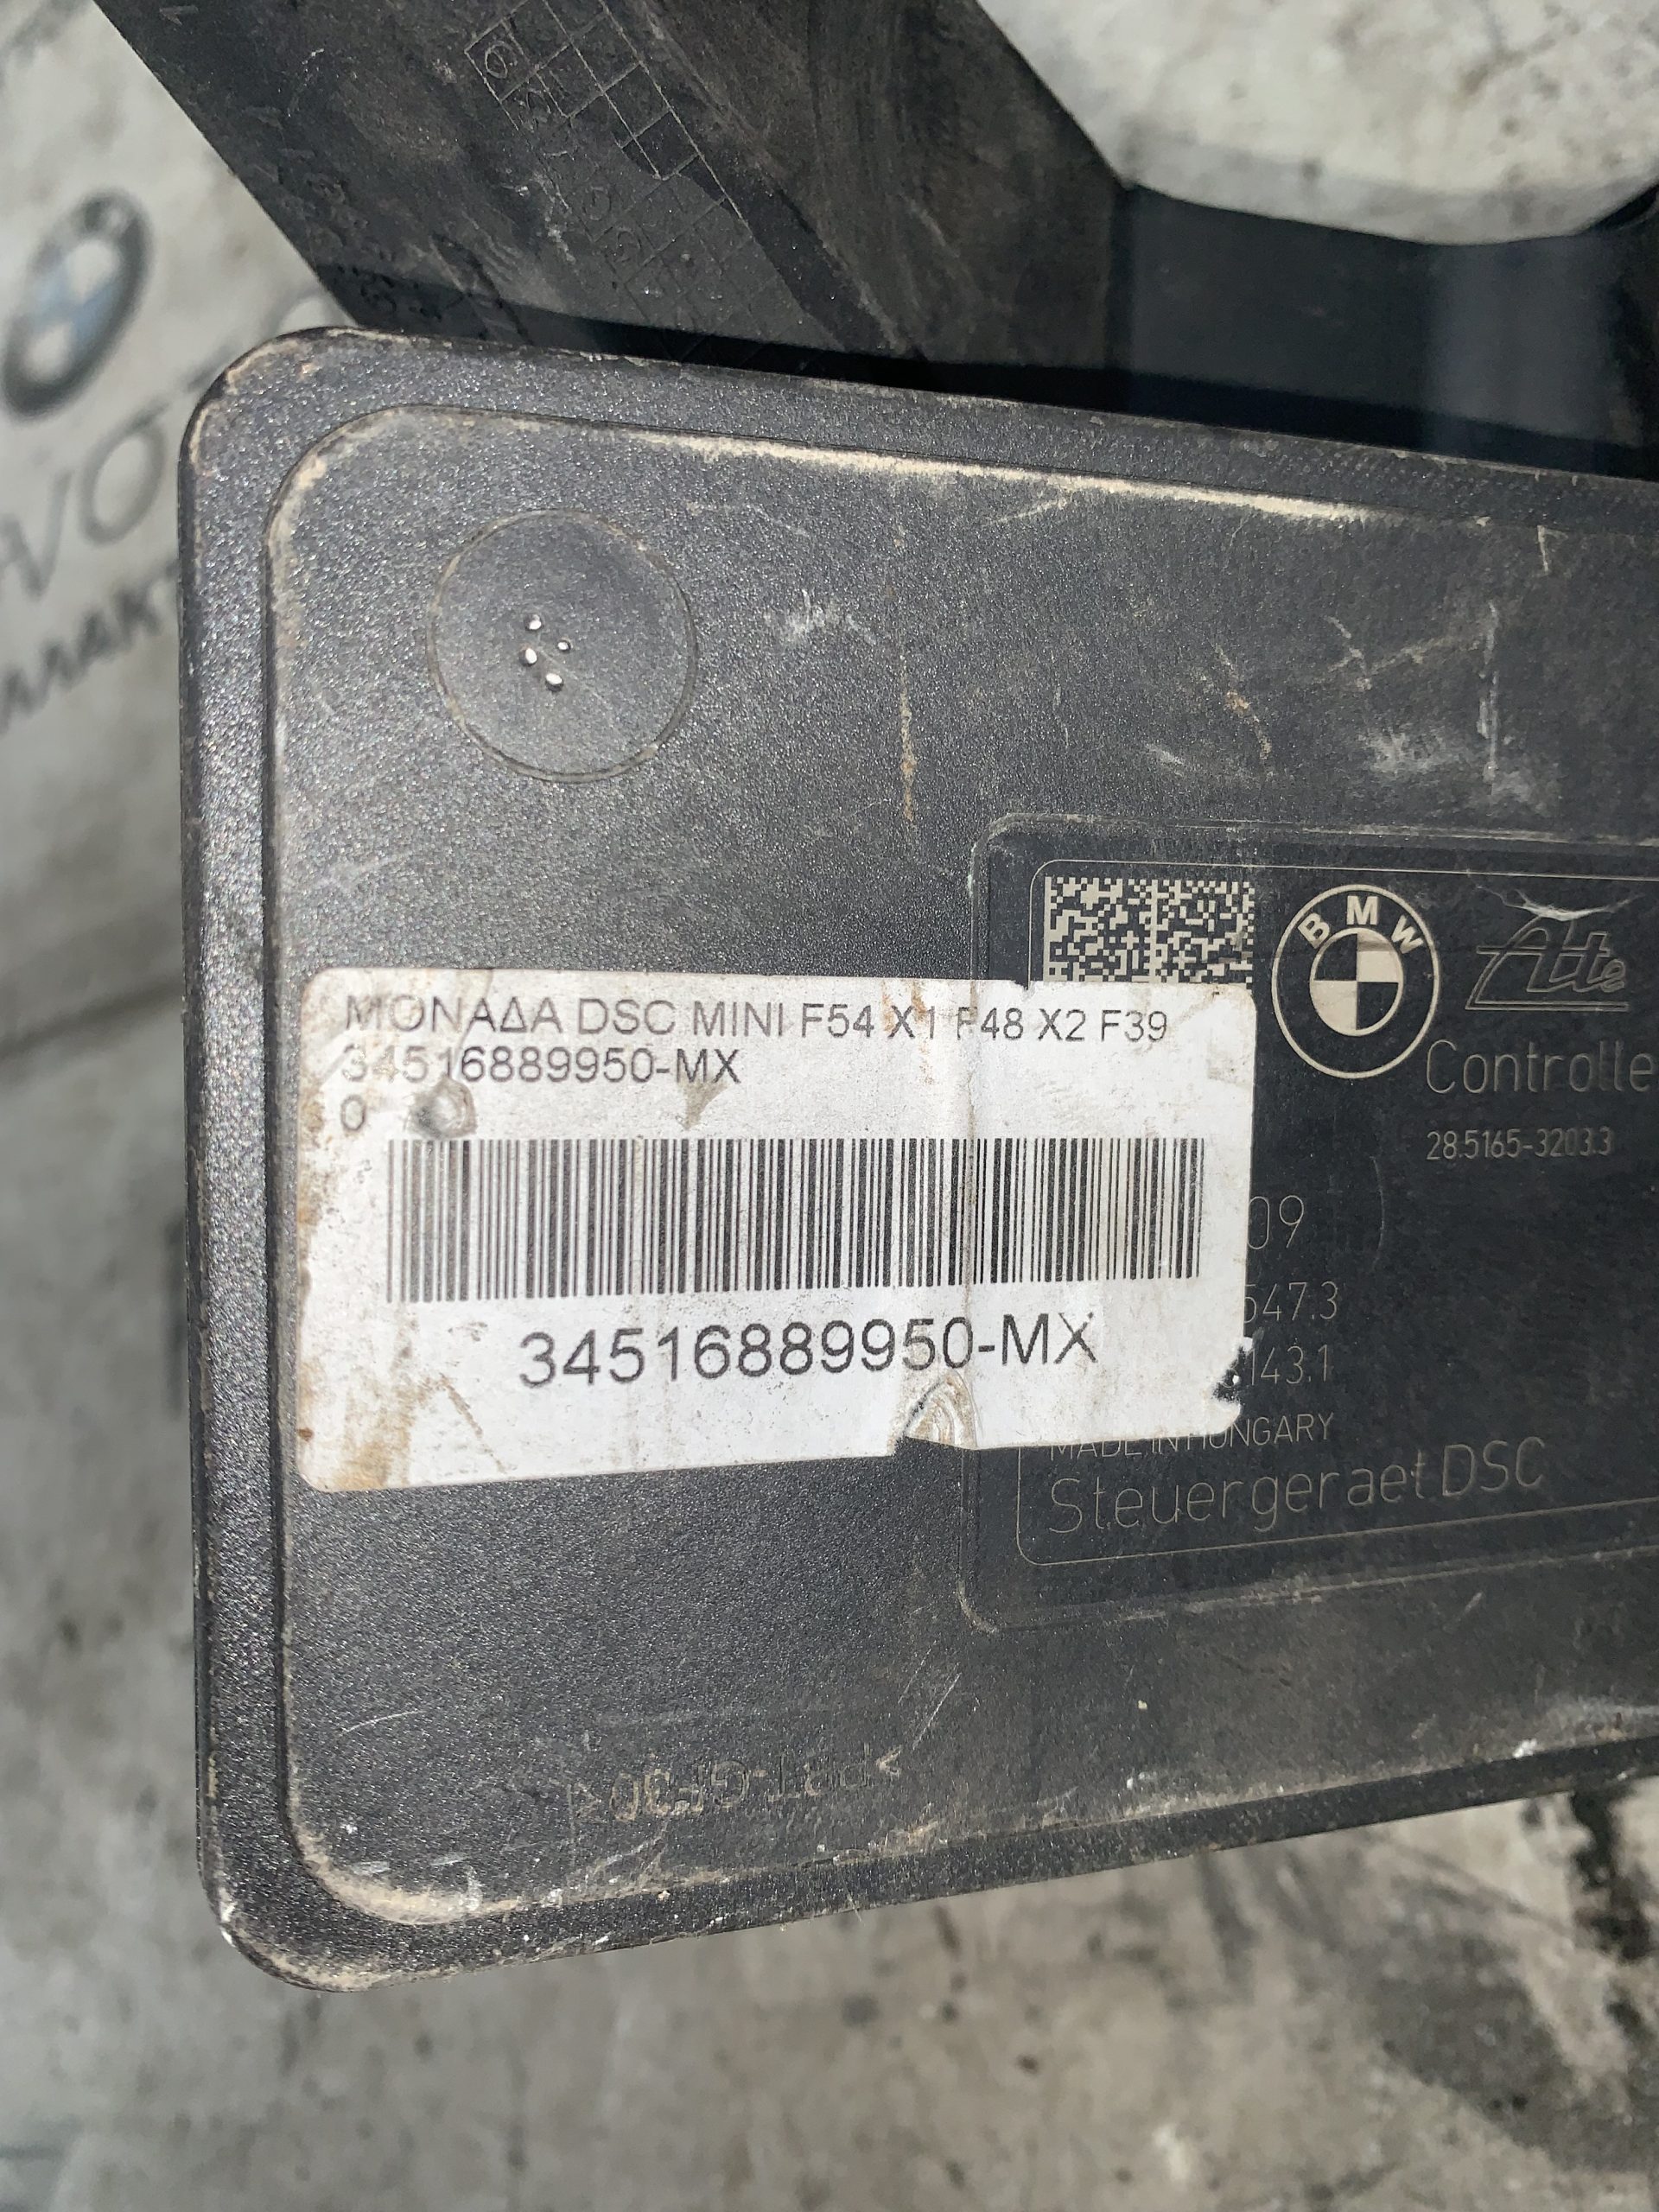 BMW
Ate
Controlle
28.5165-3203.3
ΜΟΝΑΔΑ DSC MINI F54 X1 F48 X2 F39
34516889950-MX
0
34516889950-MX
09
547.3
143.1
MADE IN HUNGARY
Steuergeraet DSC